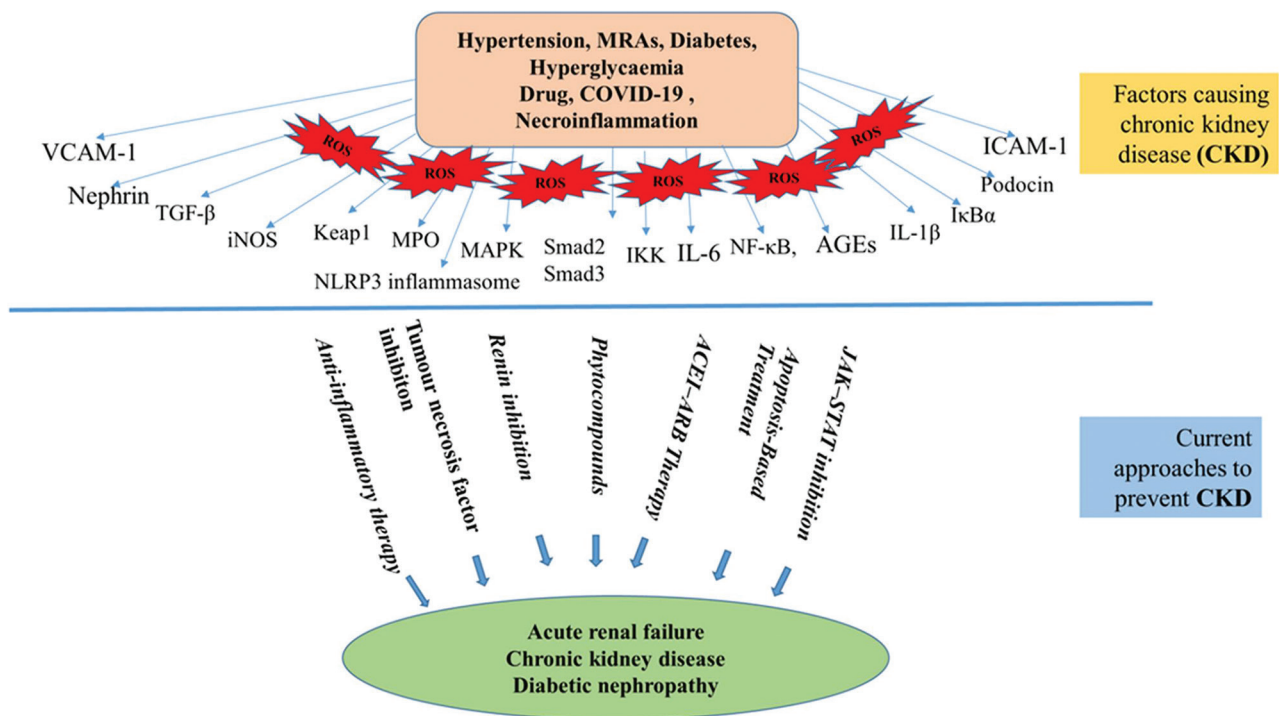 Hypertension, MRAs, Diabetes,
Hyperglycaemia
Drug, COVID-19 ,
Necroinflammation
Factors causing
chronic kidney
disease (CKD)
ROS
ROS
ROS
ROS
ROS
ROS
VCAM-1
Nephrin
TGF-β
iNOS
Keap1
MPO
NLRP3 inflammasome
MAPK
Smad2
Smad3
IKK
IL-6
NF-κB,
AGEs
IL-1β
IκBα
Podocin
ICAM-1
Anti-inflammatory therapy
Tumour necrosis factor
inhibiton
Renin inhibition
Phytocompounds
ACEI–ARB Therapy
Apoptosis-Based
Treatment
JAK–STAT inhibition
Current
approaches to
prevent CKD
Acute renal failure
Chronic kidney disease
Diabetic nephropathy